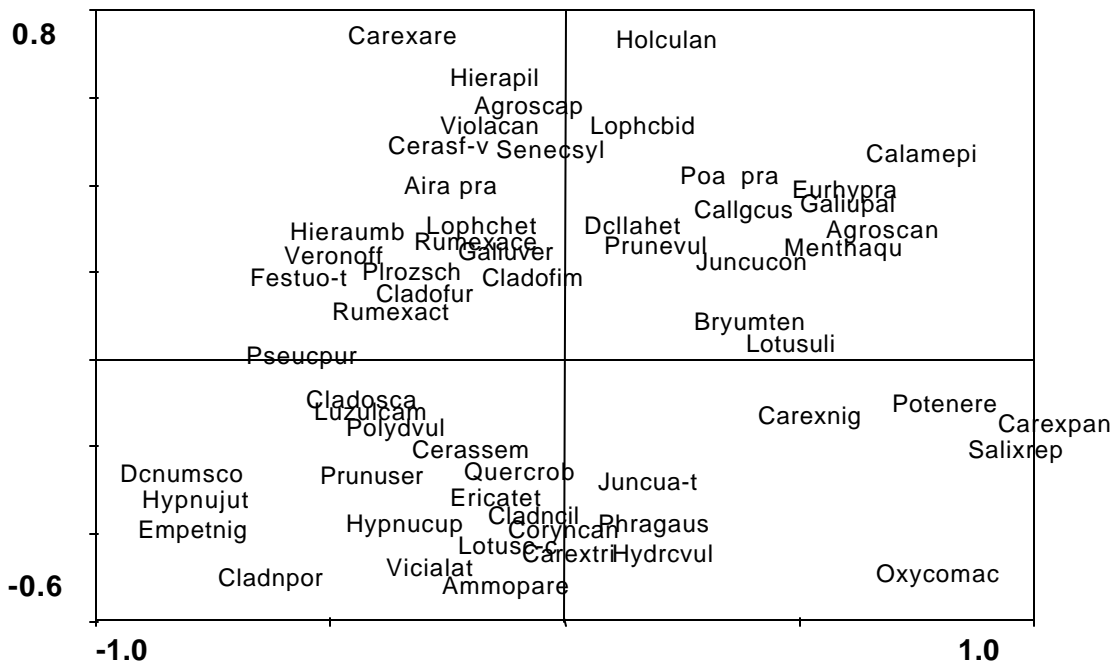 0.8
Carexare
Holculan
Hierapil
Agroscap
Violacan
Lophcbid
Cerasf-v
Senecsyl
Calamepi
Aira pra
Poa pra
Eurhypra
Callgcus
Galiupal
Lophchet
Dcllahet
Agroscan
Hieraumb
Rumexace
Prunevul
Menthaqu
Veronoff
Galiuver
Juncucon
Festuo-t
Plrozsch
Cladofim
Cladofur
Rumexact
Bryumten
Lotusuli
Pseucpur
Cladosca
Luzulcam
Potenere
Carexnig
Polydvul
Carexpan
Cerassem
Salixrep
Dcnumsco
Prunuser
Quercrob
Juncua-t
Hypnujut
Ericatet
Cladncil
Empetnig
Hypnucup
Coryncan
Phragaus
Lotusc-c
Carextri
Hydrcvul
Vicialat
Cladnpor
Ammopare
Oxycomac
-0.6
-1.0
1.0